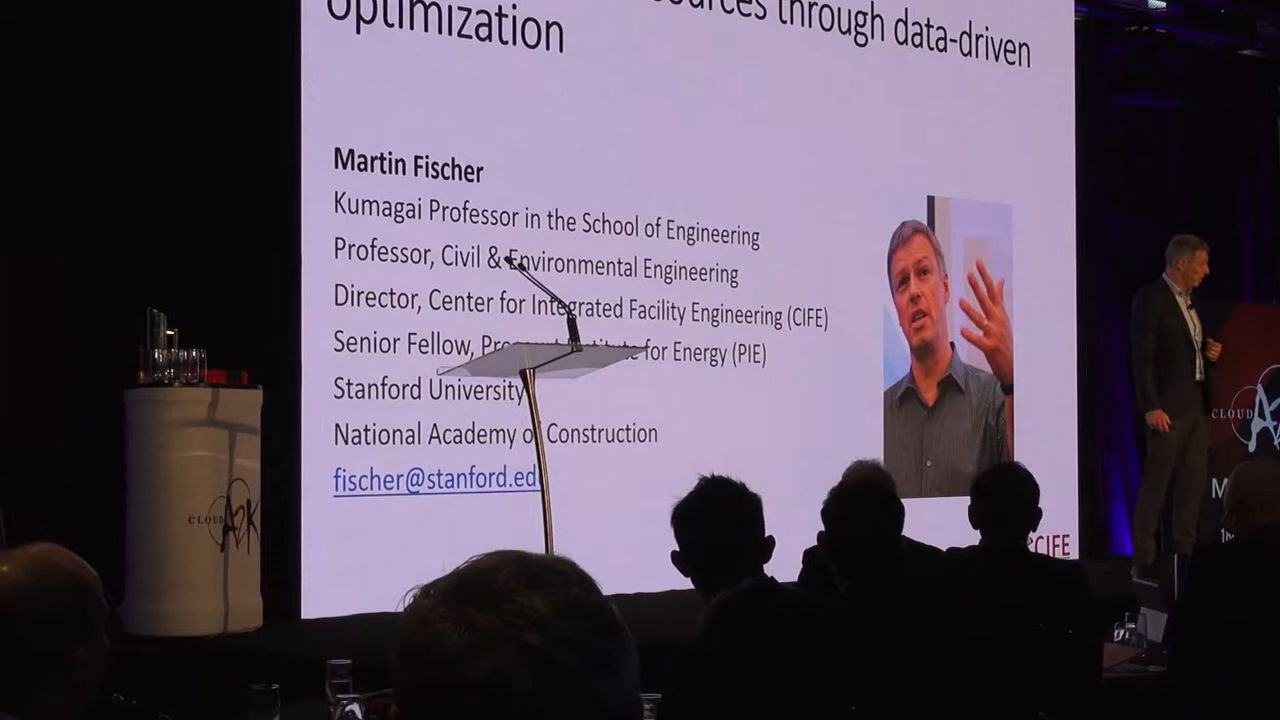 through data-driven
Optimization
Martin Fischer
Kumagai Professor in the School of Engineering
Professor, Civil & Environmental Engineering
Director, Center for Integrated Facility Engineering (CIFE)
Senior Fellow, for Energy (PIE)
Stanford University
National Academy of Construction
fischer@stanford.ed
CIFE
CLOUD A2K
CLOUD
M